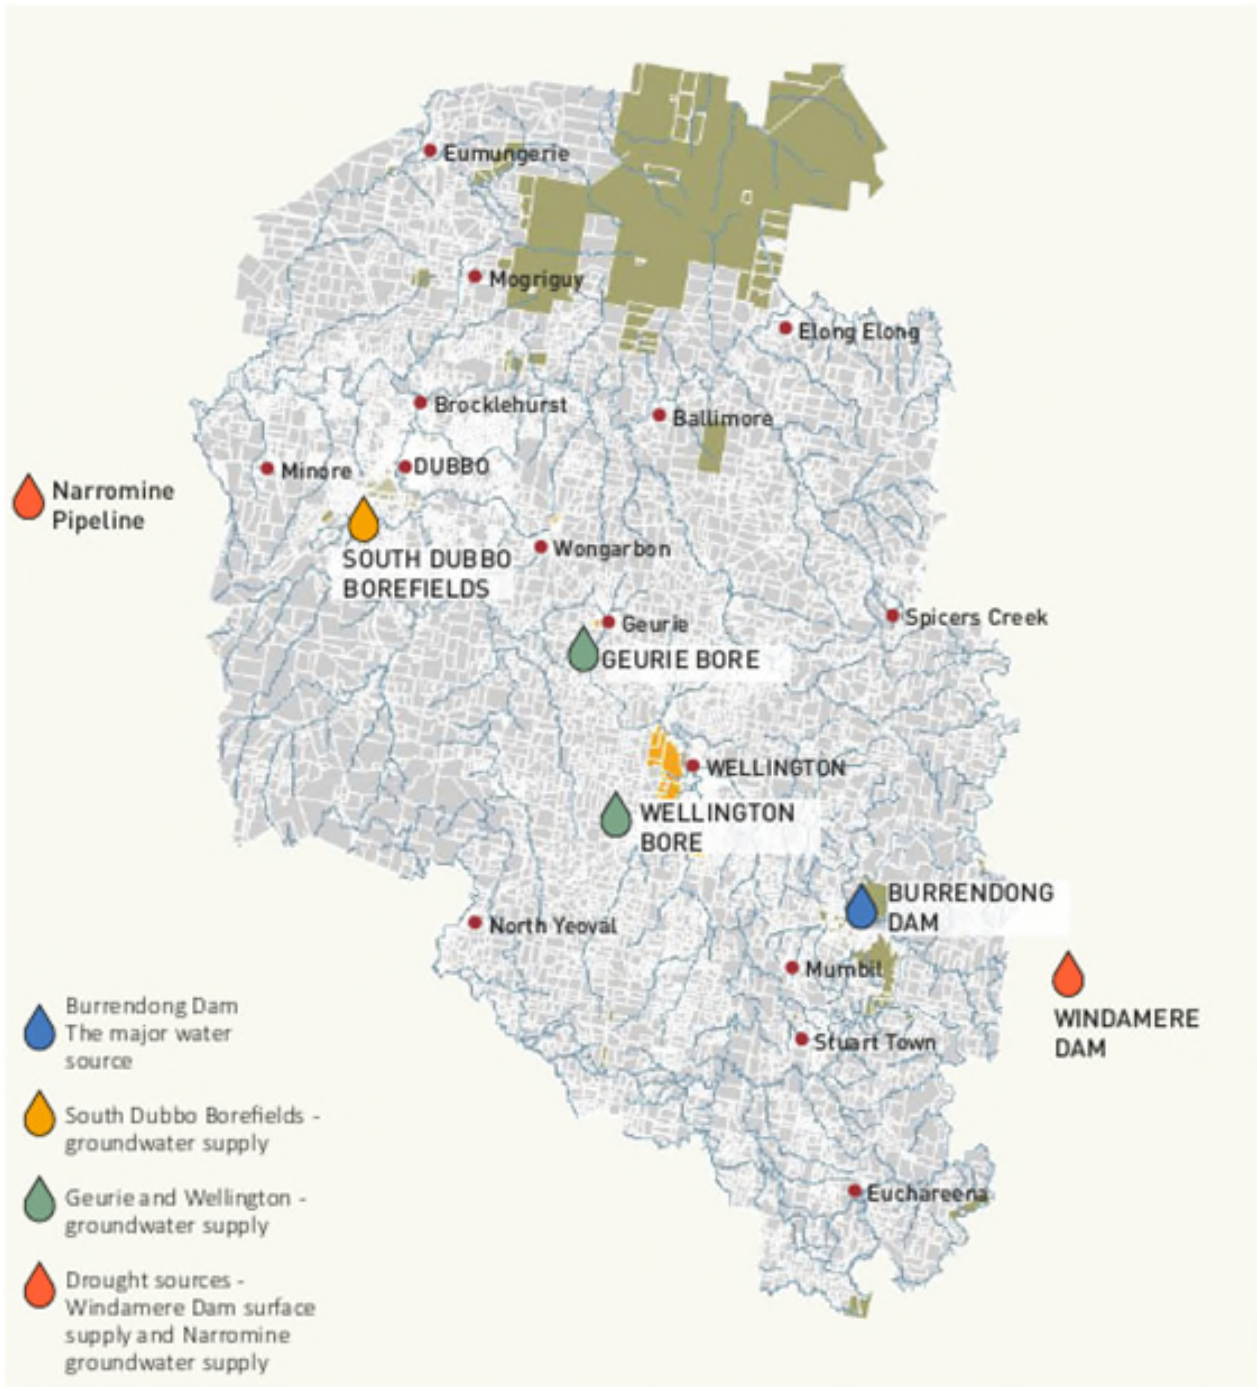 Eumungerie
Mogriguy
Elong Elong
Brocklehurst
Ballimore
Minore
DUBBO
Narromine
Pipeline
SOUTH DUBBO
BOREFIELDS
Wongarbon
Geurie
Spicers Creek
GEURIE BORE
WELLINGTON
WELLINGTON
BORE
BURRENDONG
DAM
North Yeoval
Mumbil
WINDAMERE
DAM
Stuart Town
Euchareena
Burrendong Dam
The major water
source
South Dubbo Borefields -
groundwater supply
Geurie and Wellington -
groundwater supply
Drought sources -
Windamere Dam surface
supply and Narromine
groundwater supply